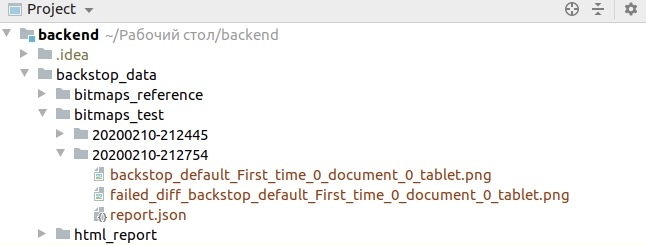 Project
backend ~/Рабочий стол/backend
.idea
backstop_data
bitmaps_reference
bitmaps_test
20200210-212445
20200210-212754
backstop_default_First_time_0_document_0_tablet.png
failed_diff_backstop_default_First_time_0_document_0_tablet.png
report.json
html_report